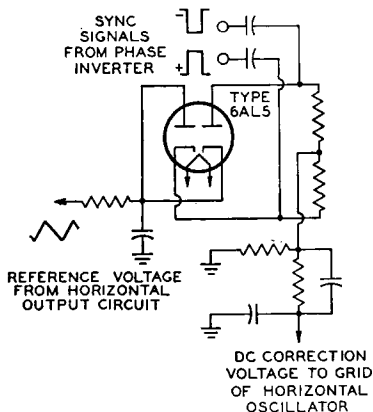 SYNC
SIGNALS
FROM PHASE
INVERTER
−
+
TYPE
6AL5
REFERENCE VOLTAGE
FROM HORIZONTAL
OUTPUT CIRCUIT
DC CORRECTION
VOLTAGE TO GRID
OF HORIZONTAL
OSCILLATOR